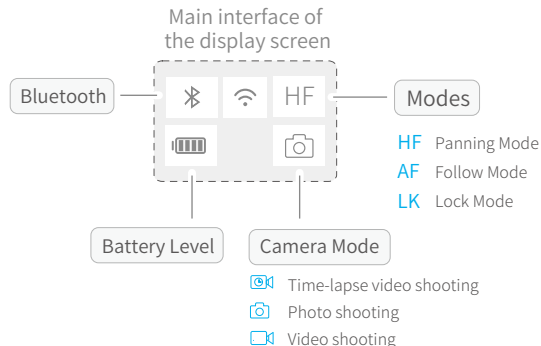 Main interface of
the display screen
Bluetooth
HF
Modes
HF Panning Mode
AF Follow Mode
LK Lock Mode
Battery Level
Camera Mode
Time-lapse video shooting
Photo shooting
Video shooting